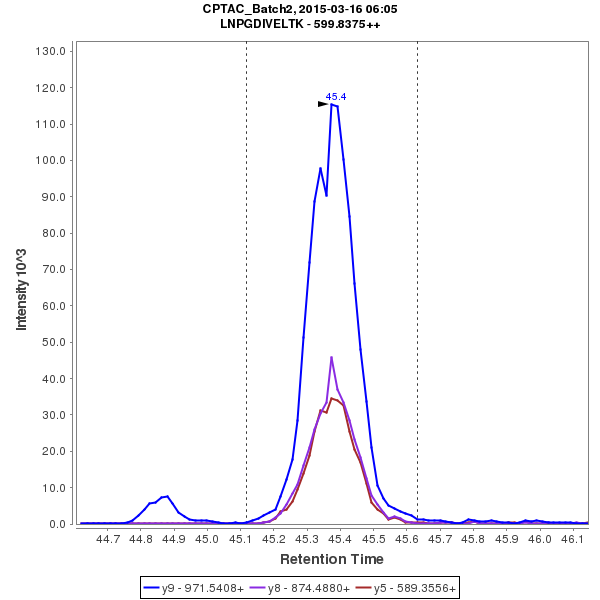 CPTAC_Batch2, 2015-03-16 06:05
LNPGDIVELTK - 599.8375++
130.0
120.0
110.0
100.0
90.0
80.0
70.0
60.0
50.0
40.0
30.0
20.0
10.0
0.0
Intensity 10^3
45.4
44.7 44.8 44.9 45.0 45.1 45.2 45.3 45.4 45.5 45.6 45.7 45.8 45.9 46.0 46.1
Retention Time
y9 - 971.5408+ y8 - 874.4880+ y5 - 589.3556+